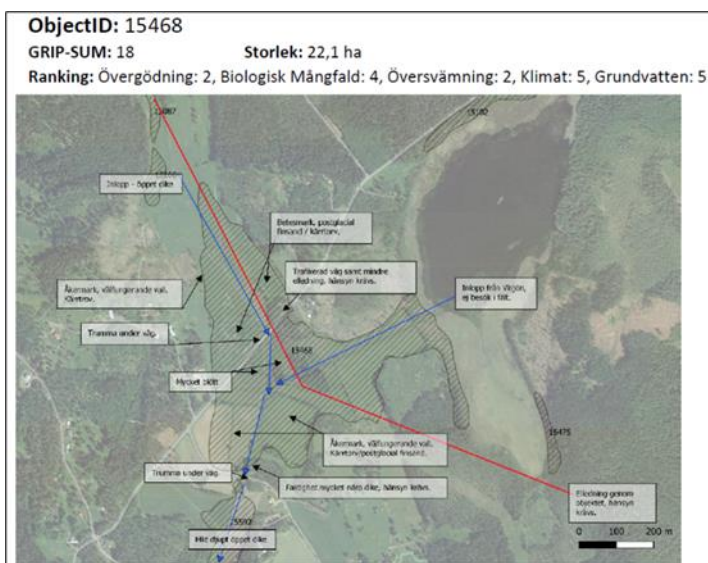 ObjectID: 15468
GRIP-SUM: 18 Storlek: 22,1 ha
Ranking: Övergödning: 2, Biologisk Mångfald: 4, Översvämning: 2, Klimat: 5, Grundvatten: 5
Inlopp - öppet dike
Betesmark, postglacial
finsand / kärrtorv.
Trafikerad väg samt mindre
elledning, hänsyn krävs.
Åkermark, välfungerande vall.
Kärrtorv.
Inlopp från
ej besök i fält.
Trumma under väg.
15468
Mycket blött
Åkermark, välfungerande vall.
Kärrtorv/postglacial finsand.
15475
Trumma under väg.
Fastighet mycket nära dike, hänsyn krävs.
Elledning genom
objektet, hänsyn
krävs.
djupt öppet dike
0 100 200 m